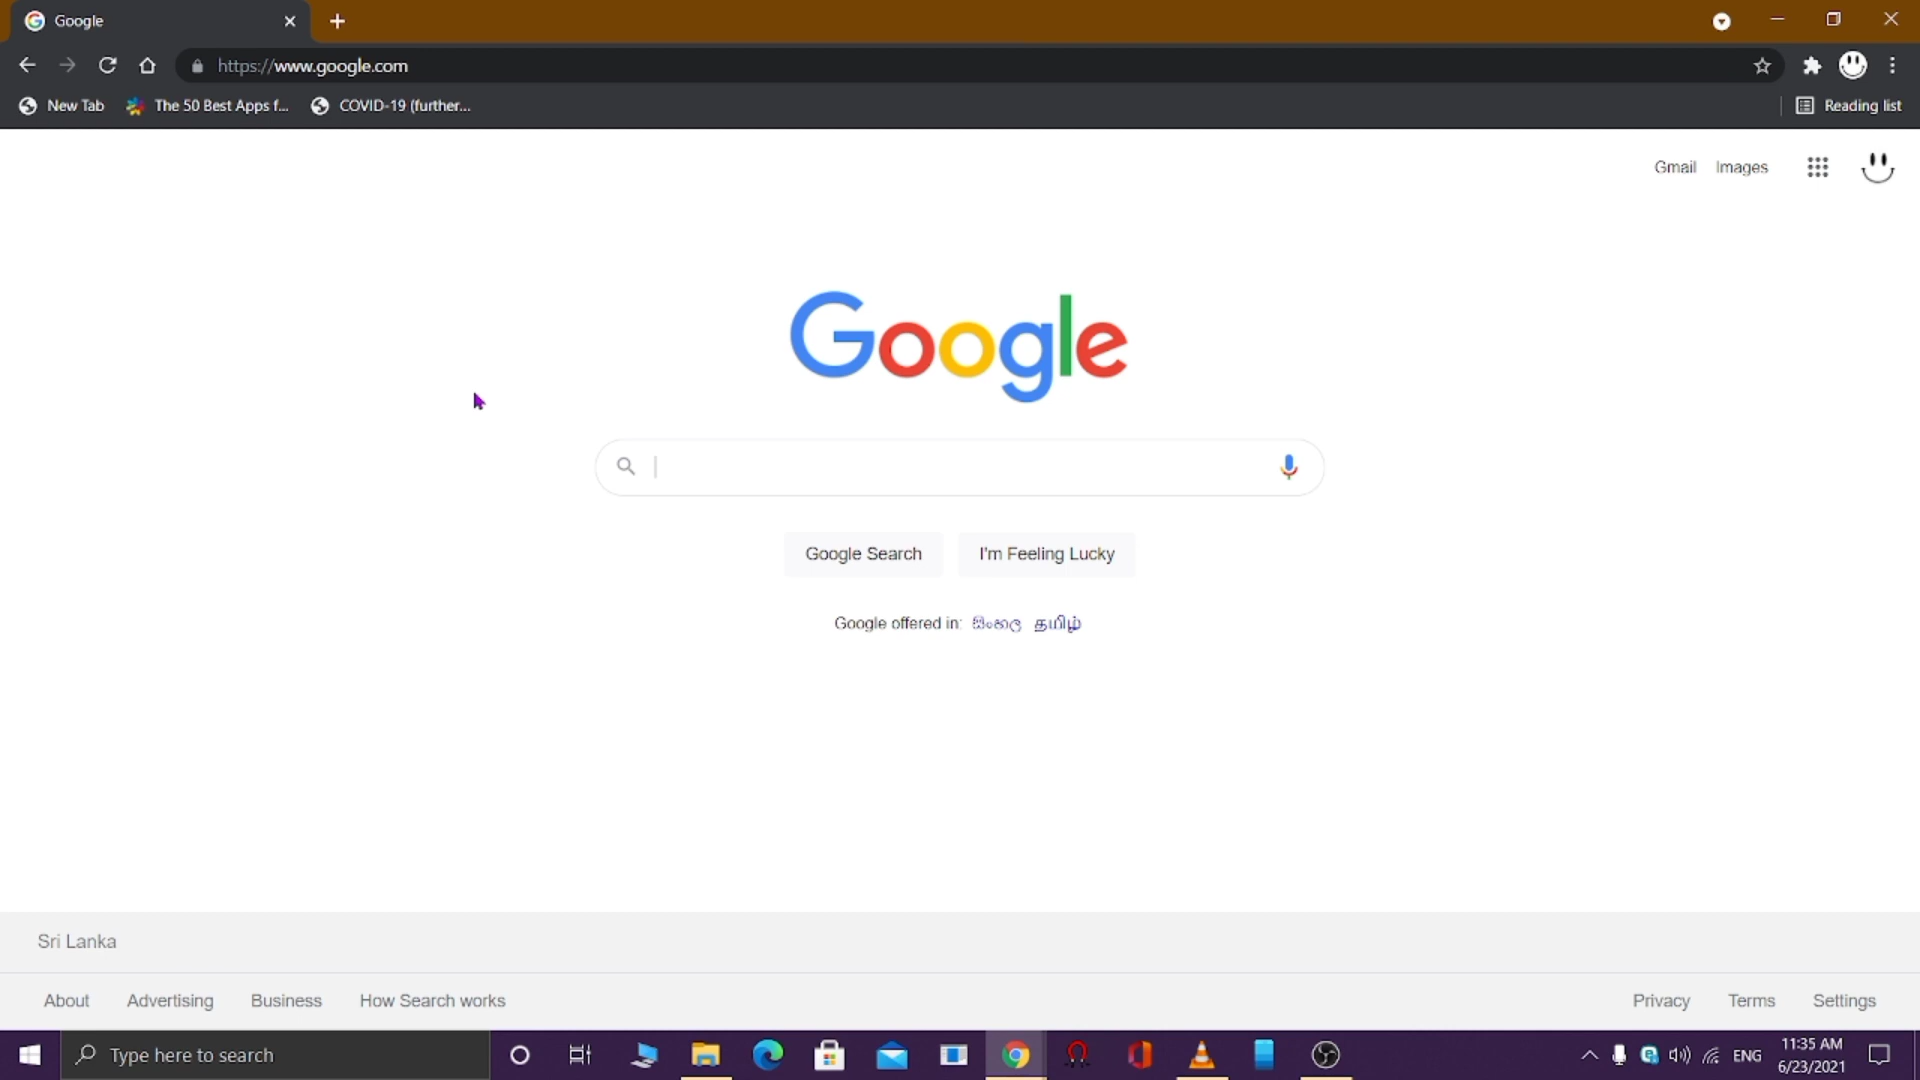 Google
https://www.google.com
New Tab The 50 Best Apps f... COVID-19 (further... Reading list
Gmail Images
Google
Google Search I'm Feeling Lucky
Google offered in: සිංහල தமிழ்
Sri Lanka
About Advertising Business How Search works Privacy Terms Settings
Type here to search ENG 11:35 AM
6/23/2021